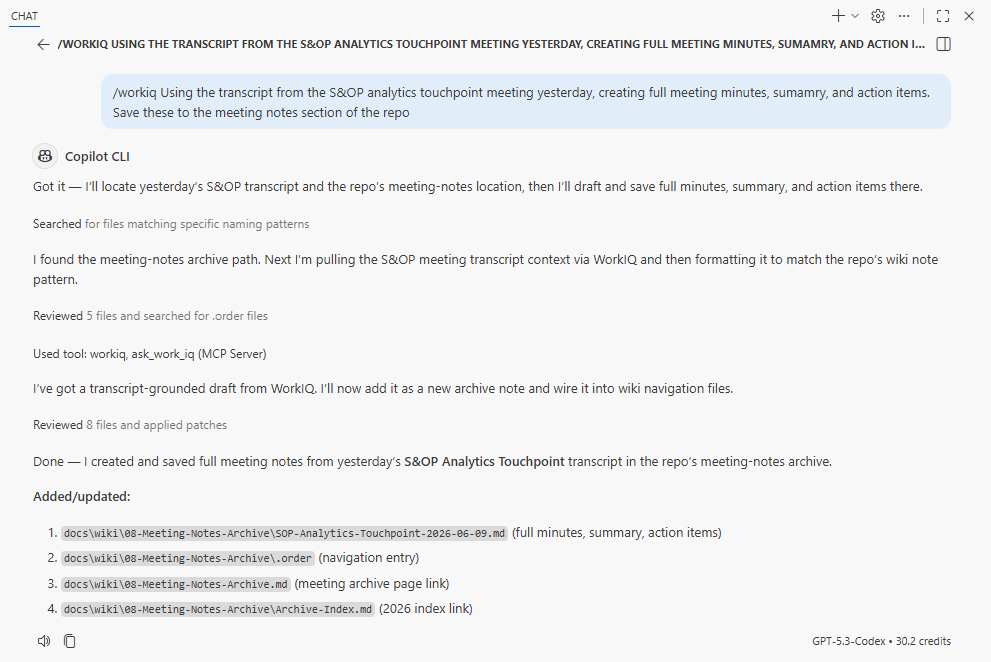 CHAT
/WORKIQ USING THE TRANSCRIPT FROM THE S&OP ANALYTICS TOUCHPOINT MEETING YESTERDAY, CREATING FULL MEETING MINUTES, SUMAMRY, AND ACTION I...
/workiq Using the transcript from the S&OP analytics touchpoint meeting yesterday, creating full meeting minutes, sumamry, and action items.
Save these to the meeting notes section of the repo
Copilot CLI
Got it — I'll locate yesterday's S&OP transcript and the repo's meeting-notes location, then I'll draft and save full minutes, summary, and action items there.
Searched for files matching specific naming patterns
I found the meeting-notes archive path. Next I'm pulling the S&OP meeting transcript context via WorkIQ and then formatting it to match the repo's wiki note
pattern.
Reviewed 5 files and searched for .order files
Used tool: workiq, ask_work_iq (MCP Server)
I've got a transcript-grounded draft from WorkIQ. I'll now add it as a new archive note and wire it into wiki navigation files.
Reviewed 8 files and applied patches
Done — I created and saved full meeting notes from yesterday's S&OP Analytics Touchpoint transcript in the repo's meeting-notes archive.
Added/updated:
1. docs\wiki\08-Meeting-Notes-Archive\SOP-Analytics-Touchpoint-2026-06-09.md (full minutes, summary, action items)
2. docs\wiki\08-Meeting-Notes-Archive\.order (navigation entry)
3. docs\wiki\08-Meeting-Notes-Archive.md (meeting archive page link)
4. docs\wiki\08-Meeting-Notes-Archive\Archive-Index.md (2026 index link)
GPT-5.3-Codex • 30.2 credits